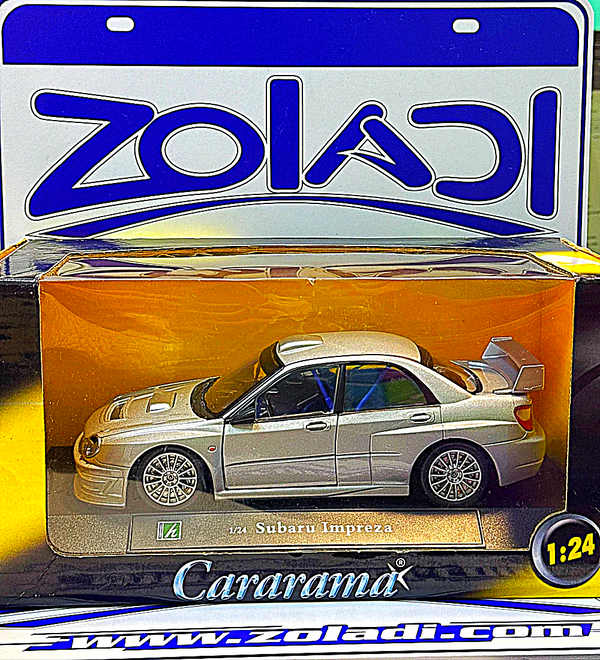 ZOLADI
h
1/24 Subaru Impreza
1:24
Cararama®
www.zoladi.com